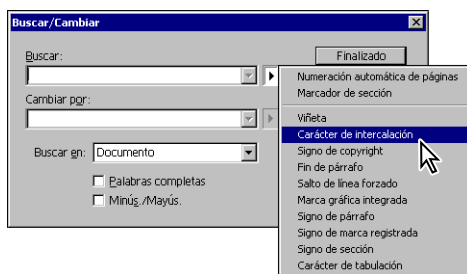 Buscar/Cambiar
Buscar:
Finalizado
Cambiar por:
Buscar en: Documento
Palabras completas
Minús./Mayús.
Numeración automática de páginas
Marcador de sección
Viñeta
Carácter de intercalación
Signo de copyright
Fin de párrafo
Salto de línea forzado
Marca gráfica integrada
Signo de párrafo
Signo de marca registrada
Signo de sección
Carácter de tabulación